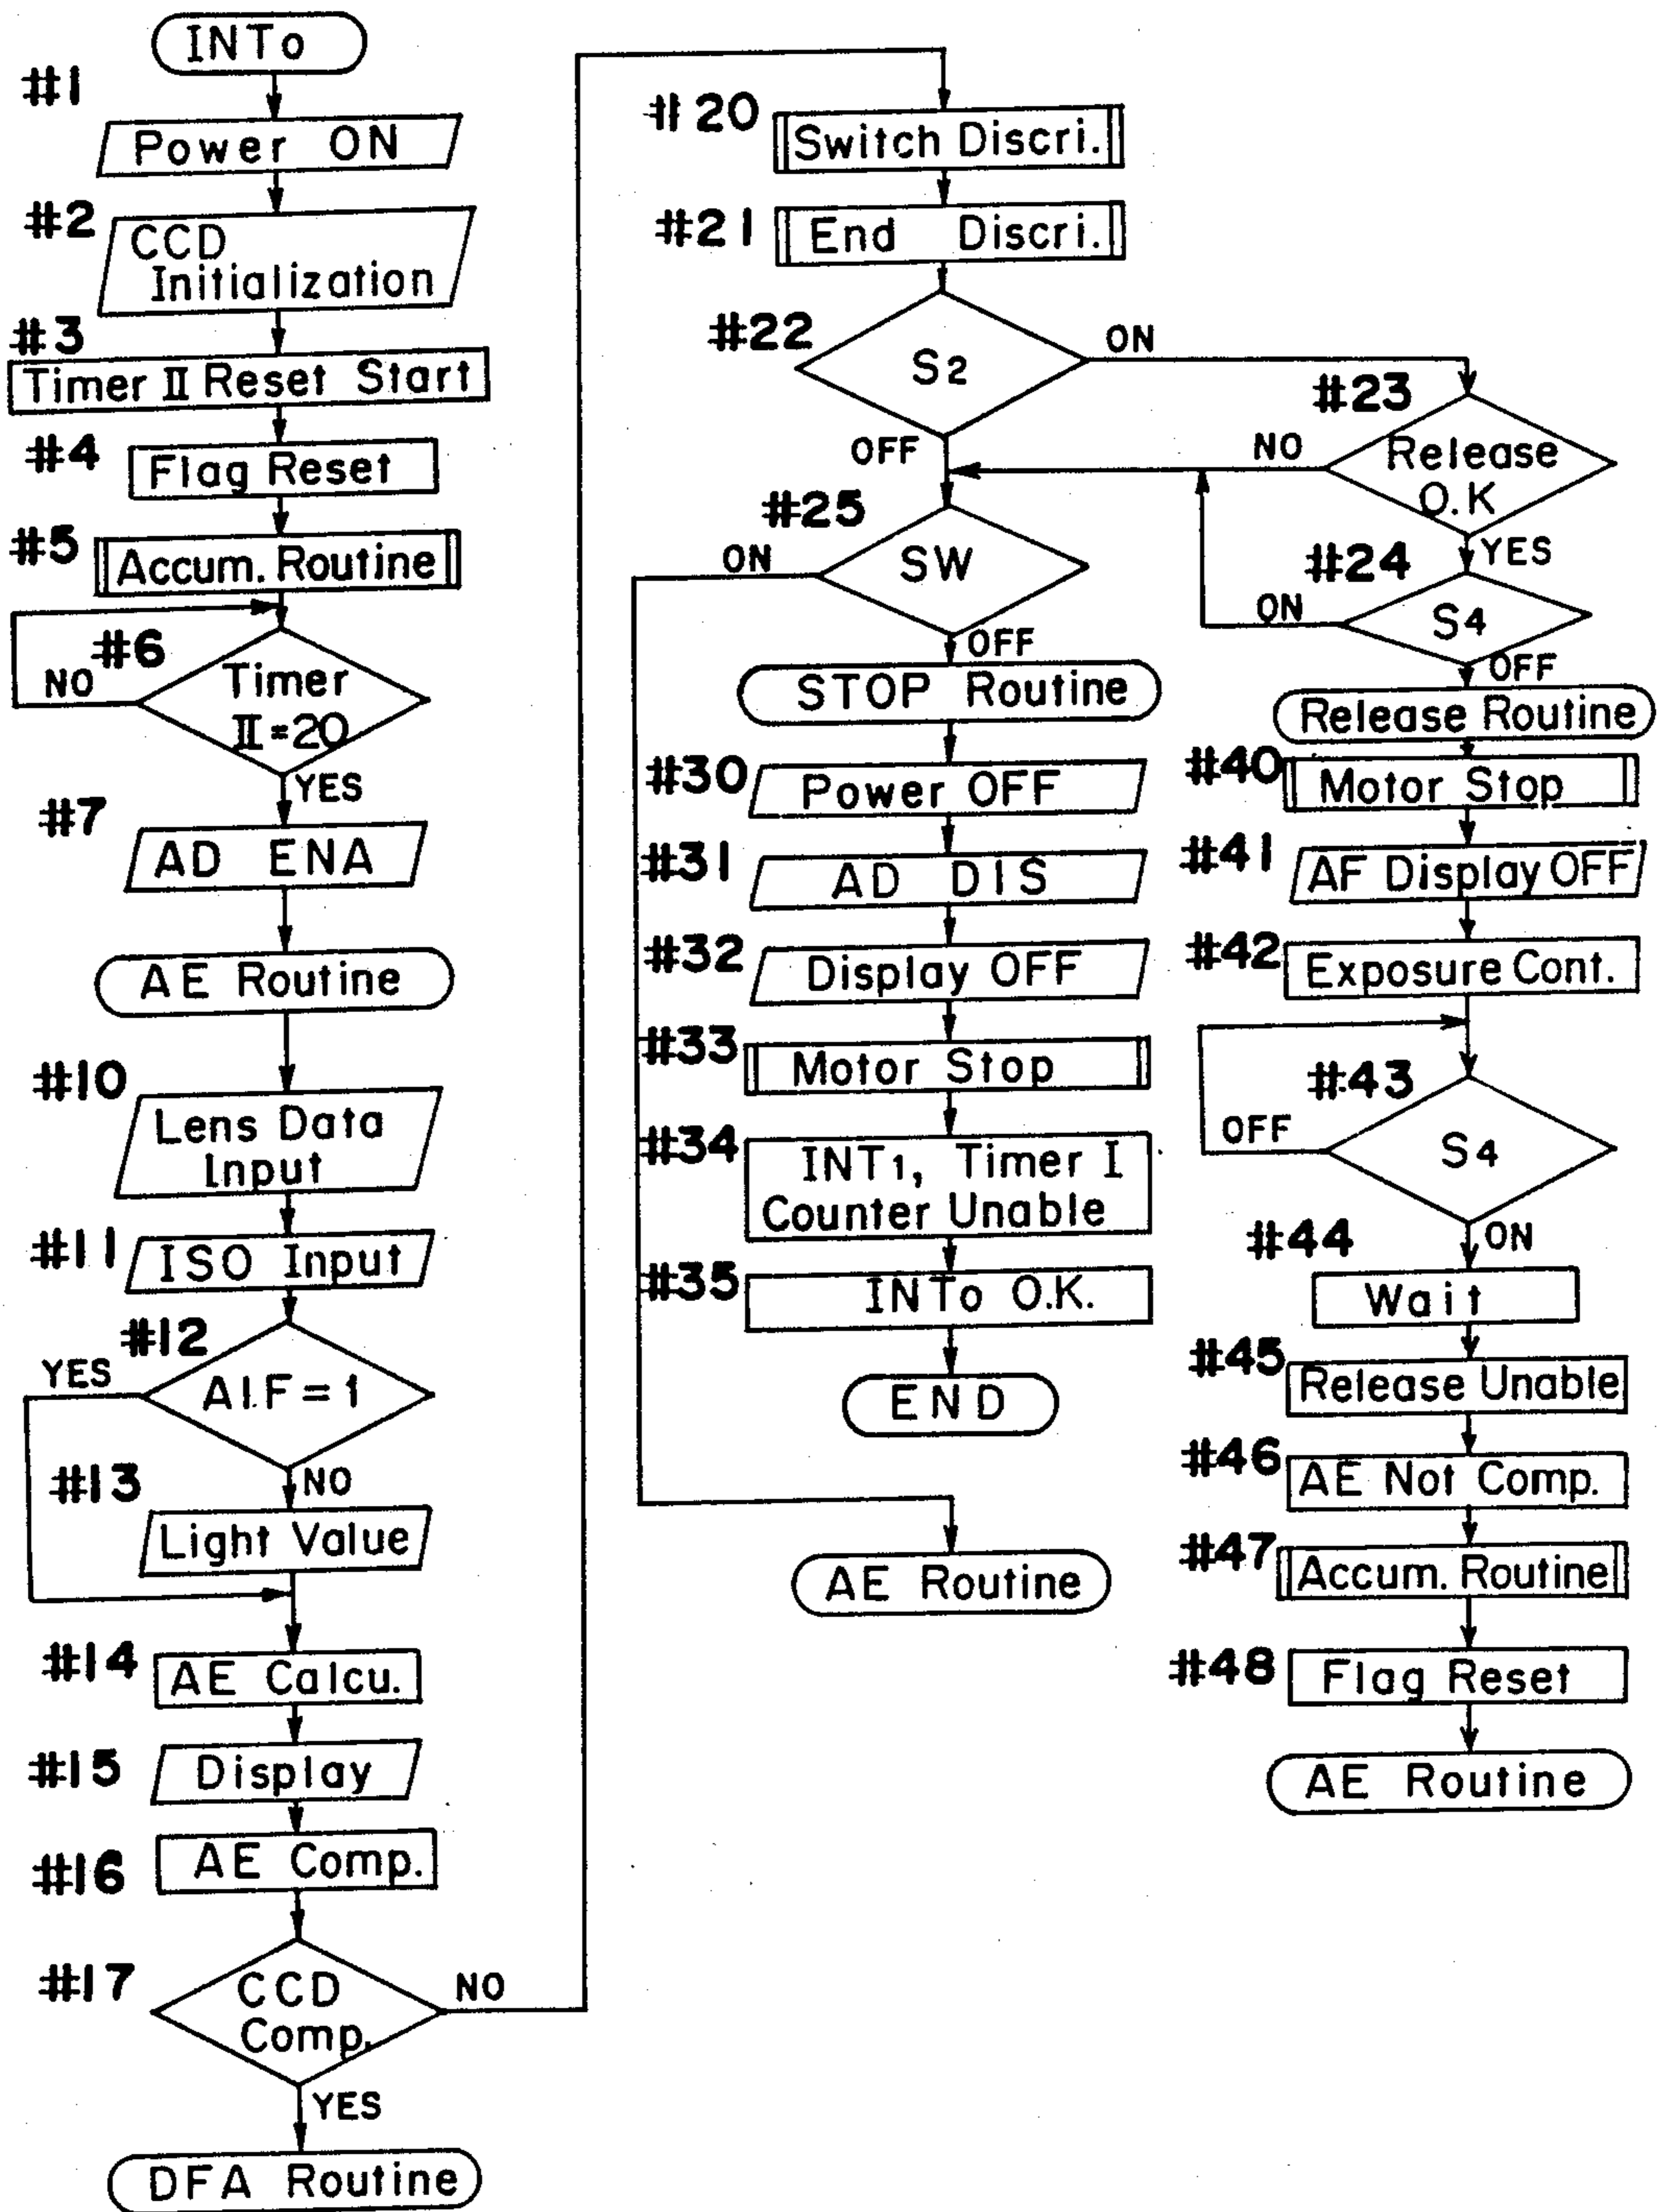 INTo
#1
Power ON
#2
CCD
Initialization
#3
Timer II Reset Start
#4
Flag Reset
#5
Accum. Routine
#6
NO
Timer
II=20
YES
#7
AD ENA
AE Routine
#10
Lens Data
Input
#11
ISO Input
#12
YES
AI.F=1
#13
NO
Light Value
#14
AE Calcu.
#15
Display
#16
AE Comp.
#17
CCD
Comp.
NO
YES
DFA Routine
#20
Switch Discri.
#21
End Discri.
#22
S2
ON
OFF
#23
NO
Release
O.K
YES
#24
ON
S4
OFF
#25
ON
SW
OFF
STOP Routine
#30
Power OFF
#31
AD DIS
#32
Display OFF
#33
Motor Stop
#34
INT1, Timer I
Counter Unable
#35
INTo O.K.
END
AE Routine
Release Routine
#40
Motor Stop
#41
AF Display OFF
#42
Exposure Cont.
#43
OFF
S4
ON
#44
Wait
#45
Release Unable
#46
AE Not Comp.
#47
Accum. Routine
#48
Flag Reset
AE Routine